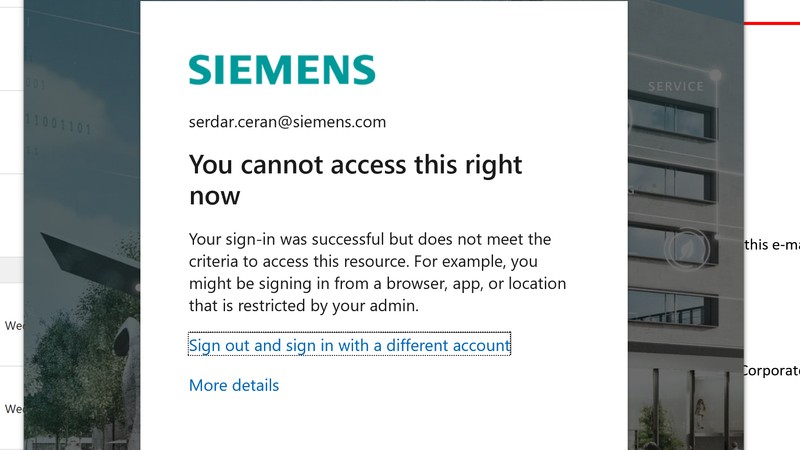 SIEMENS
serdar.ceran@siemens.com
You cannot access this right
now
Your sign-in was successful but does not meet the
criteria to access this resource. For example, you
might be signing in from a browser, app, or location
that is restricted by your admin.
Sign out and sign in with a different account
More details
SERVICE
this e-ma
Corporate
Wed
Wed